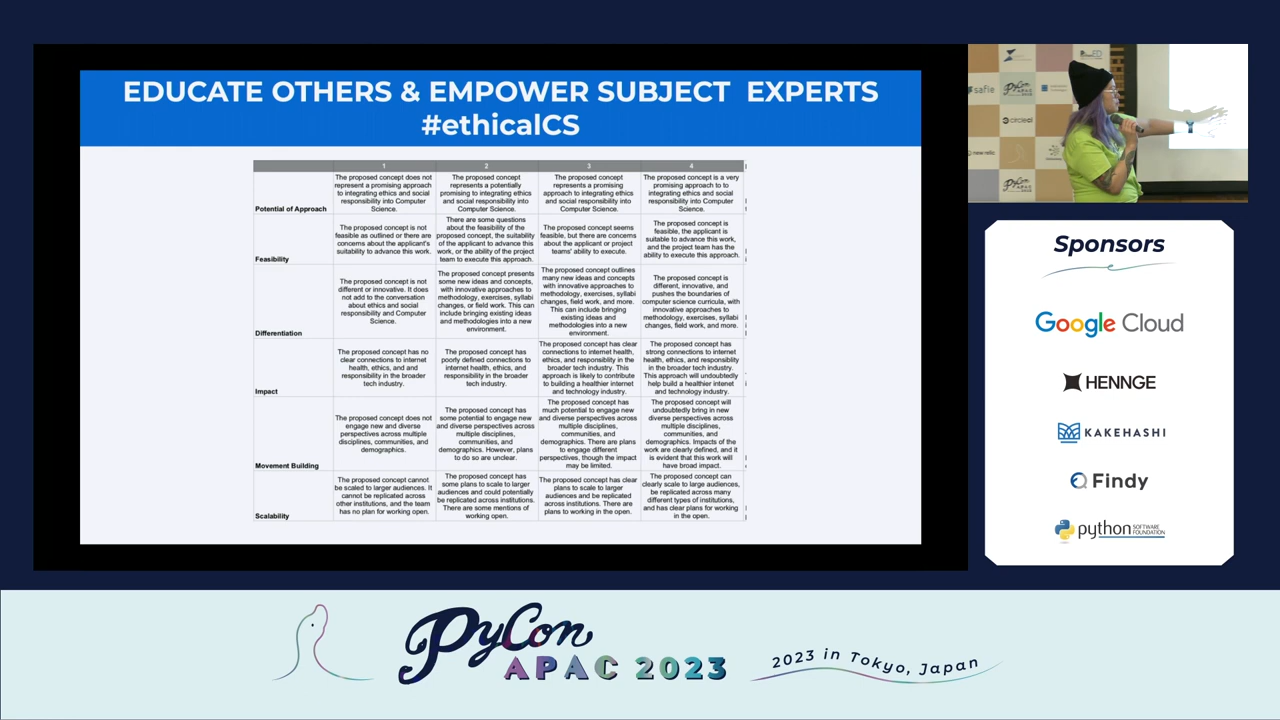 EDUCATE OTHERS & EMPOWER SUBJECT EXPERTS
#ethicalCS
1
2
3
4
Potential of Approach
The proposed concept does not
represent a promising approach
to integrating ethics and social
responsibility into Computer
Science.
The proposed concept
represents a potentially
promising to integrating ethics
and social responsibility into
Computer Science.
The proposed concept
represents a promising
approach to integrating ethics
and social responsibility into
Computer Science.
The proposed concept is a very
promising approach to to
integrating ethics and social
responsibility into Computer
Science.
Feasibility
The proposed concept is not
feasible as outlined or there are
concerns about the applicant's
suitability to advance this work.
There are some questions
about the feasibility of the
proposed concept, the suitability
of the applicant to advance this
work, or the ability of the project
team to execute this approach.
The proposed concept seems
feasible, but there are concerns
about the applicant or project
teams' ability to execute.
The proposed concept is
feasible, the applicant is
suitable to advance this work,
and the project team has the
ability to execute this approach.
Differentiation
The proposed concept is not
different or innovative. It does
not add to the conversation
about ethics and social
responsibility and Computer
Science.
The proposed concept presents
some new ideas and concepts,
with innovative approaches to
methodology, exercises, syllabi
changes, or field work. This can
include bringing existing ideas
and methodologies into a new
environment.
The proposed concept outlines
many new ideas and concepts
with innovative approaches to
methodology, exercises, syllabi
changes, field work, and more.
This can include bringing
existing ideas and
methodologies into a new
environment.
The proposed concept is
different, innovative, and
pushes the boundaries of
computer science curricula, with
innovative approaches to
methodology, exercises, syllabi
changes, field work, and more.
Impact
The proposed concept has no
clear connections to internet
health, ethics, and and
responsibility in the broader
tech industry.
The proposed concept has
poorly defined connections to
internet health, ethics, and
responsibility in the broader
tech industry.
The proposed concept has clear
connections to internet health,
ethics, and responsiblity in the
broader tech industry. This
approach is likely to contribute
to building a healthier internet
and technology industry.
The proposed concept has
strong connections to internet
health, ethics, and responsiblity
in the broader tech industry.
This approach will undoubtedly
help build a healthier intenet
and technology industry.
Movement Building
The proposed concept does not
engage new and diverse
perspectives across multiple
disciplines, communities, and
demographics.
The proposed concept has
some potential to engage new
and diverse perspectives across
multiple disciplines,
communities, and
demographics. However, plans
to do so are unclear.
The proposed concept has
much potential to engage new
and diverse perspectives across
multiple disciplines,
communities, and
demographics. There are plans
to engage different
perspectives, though the impact
may be limited.
The proposed concept will
undoubtedly bring in new
diverse perspectives across
multiple disciplines,
communities, and
demographics. Impacts of the
work are clearly defined, and it
is evident that this work will
have broad impact.
Scalability
The proposed concept cannot
be scaled to larger audiences. It
cannot be replicated across
other institutions, and the team
has no plan for working open.
The proposed concept has
some plans to scale to larger
audiences and could potentially
be replicated across institutions.
There are some mentions of
working open.
The proposed concept has clear
plans to scale to larger
audiences and be replicated
across institutions. There are
plans to working in the open.
The proposed concept can
clearly scale to large audiences,
be replicated across many
different types of institutions,
and has clear plans for working
in the open.
safie
PyCon
circleci
new relic
Sponsors
Google Cloud
HENNGE
KAKEHASHI
Findy
python SOFTWARE
FOUNDATION
PyCon
APAC 2023
2023 in Tokyo, Japan